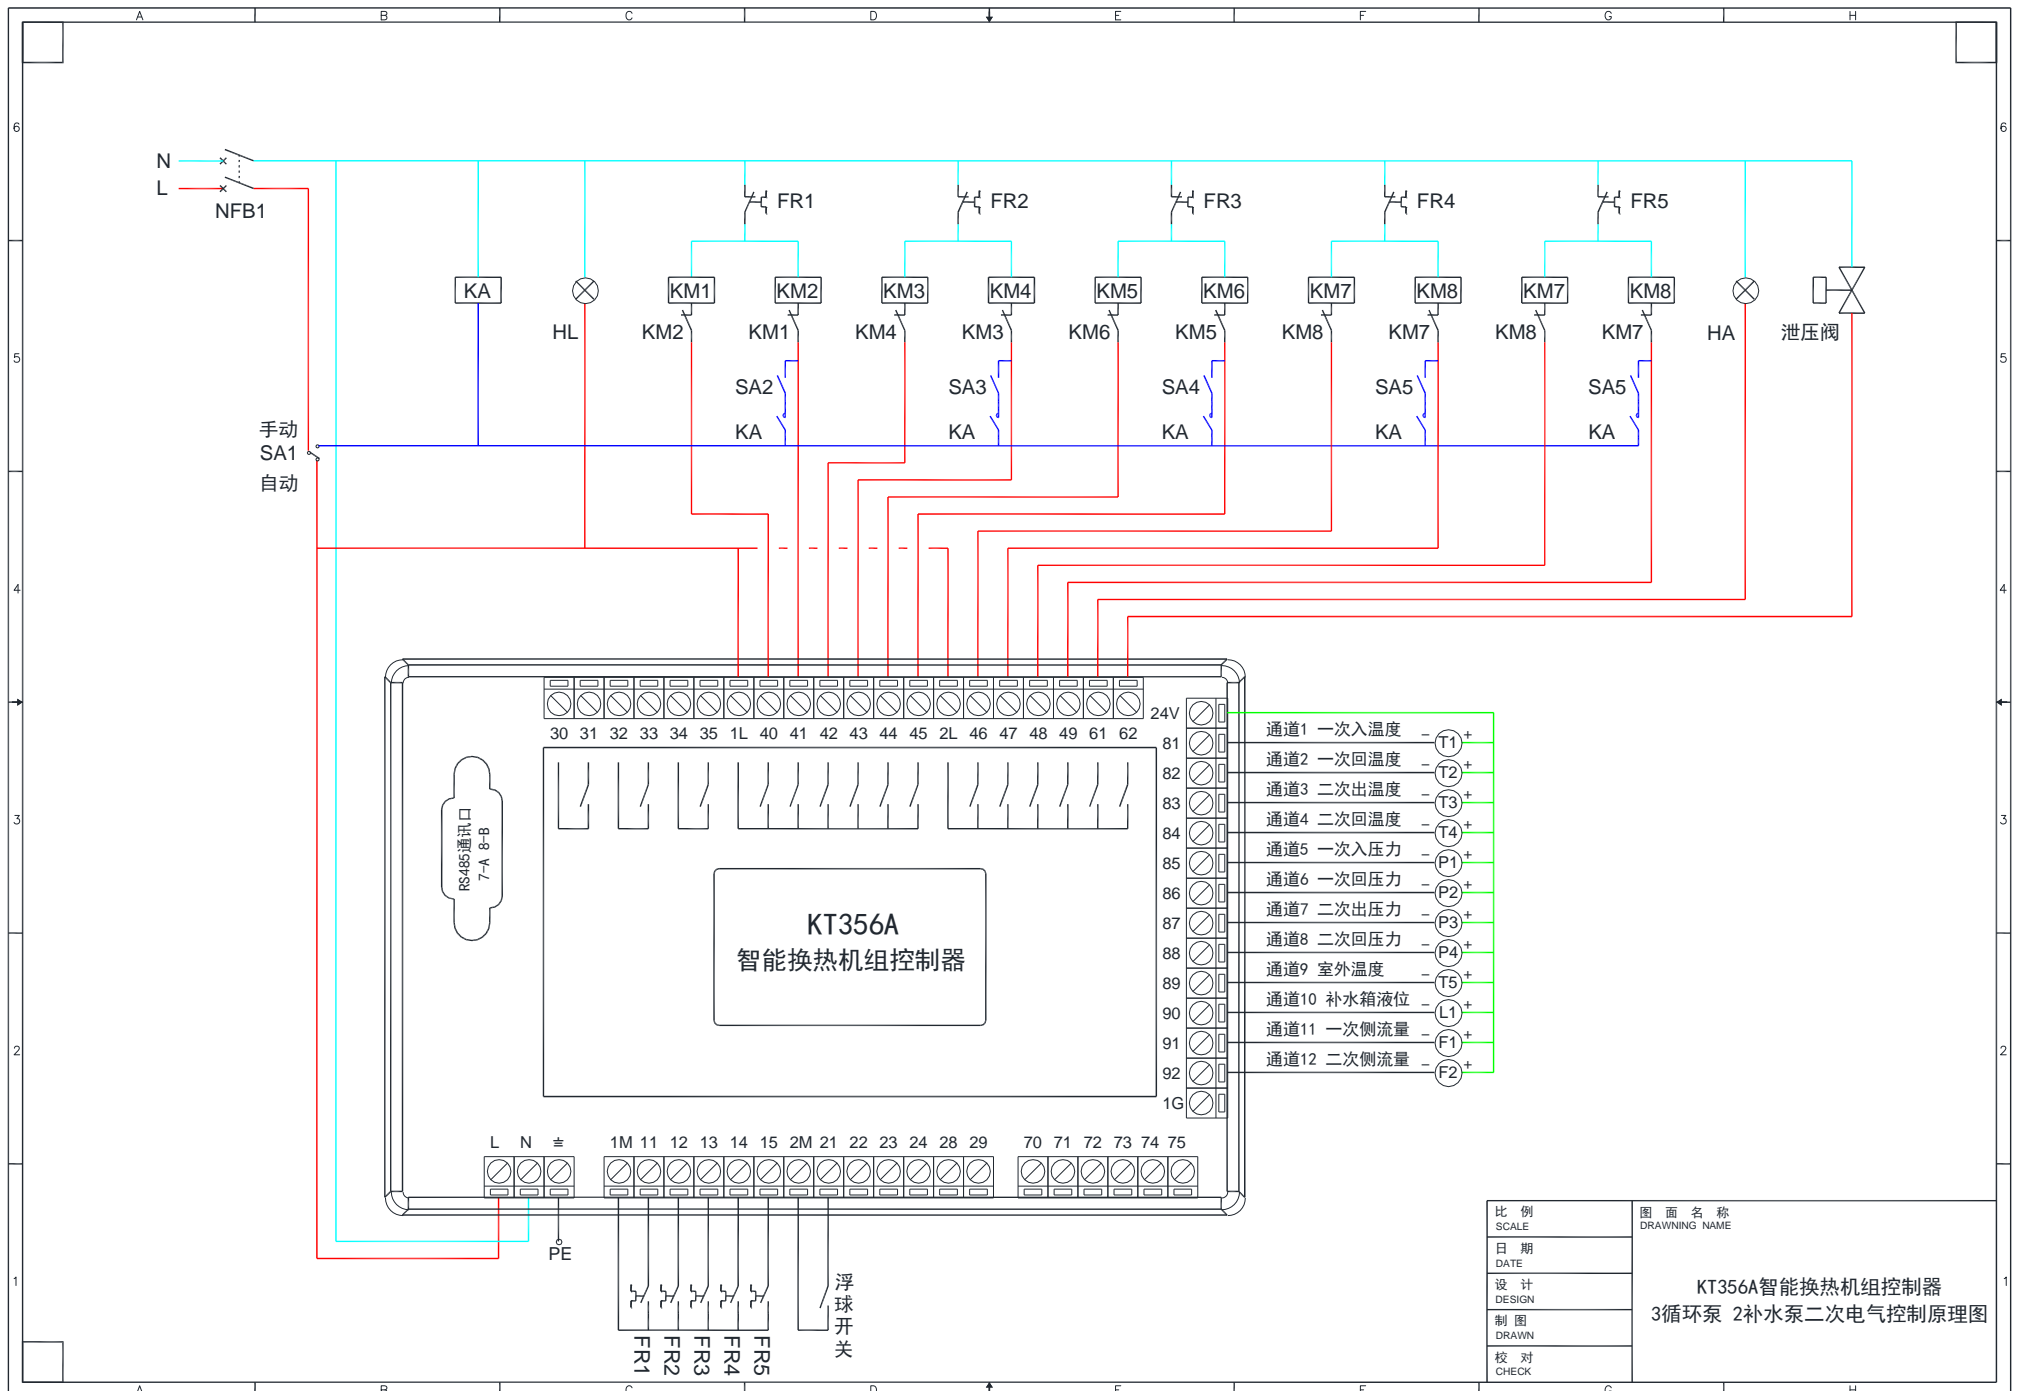 A B C D E F G H
6 6
N
L
NFB1
FR1 FR2 FR3 FR4 FR5
KA KM1 KM2 KM3 KM4 KM5 KM6 KM7 KM8 KM7 KM8
HL KM2 KM1 KM4 KM3 KM6 KM5 KM8 KM7 KM8 KM7 HA 泄压阀
5 5
SA2 SA3 SA4 SA5 SA5
手动
KA KA KA KA KA
SA1
自动
4 4
30 31 32 33 34 35 1L 40 41 42 43 44 45 2L 46 47 48 49 61 62
24V
81 通道1 一次入温度 - T1 +
82 通道2 一次回温度 - T2 +
83 通道3 二次出温度 - T3 +
84 通道4 二次回温度 - T4 +
85 通道5 一次入压力 - P1 +
86 通道6 一次回压力 - P2 +
87 通道7 二次出压力 - P3 +
88 通道8 二次回压力 - P4 +
89 通道9 室外温度 - T5 +
90 通道10 补水箱液位 - L1 +
91 通道11 一次侧流量 - F1 +
92 通道12 二次侧流量 - F2 +
1G
3 3
RS485通讯口
7-A 8-B
KT356A
智能换热机组控制器
2 2
L N
1M 11 12 13 14 15 2M 21 22 23 24 28 29
70 71 72 73 74 75
PE
浮球开关
FR1 FR2 FR3 FR4 FR5
1 1
比 例
SCALE
日 期
DATE
设 计
DESIGN
制 图
DRAWN
校 对
CHECK
图 面 名 称
DRAWNING NAME
KT356A智能换热机组控制器
3循环泵 2补水泵二次电气控制原理图
A B C D E F G H